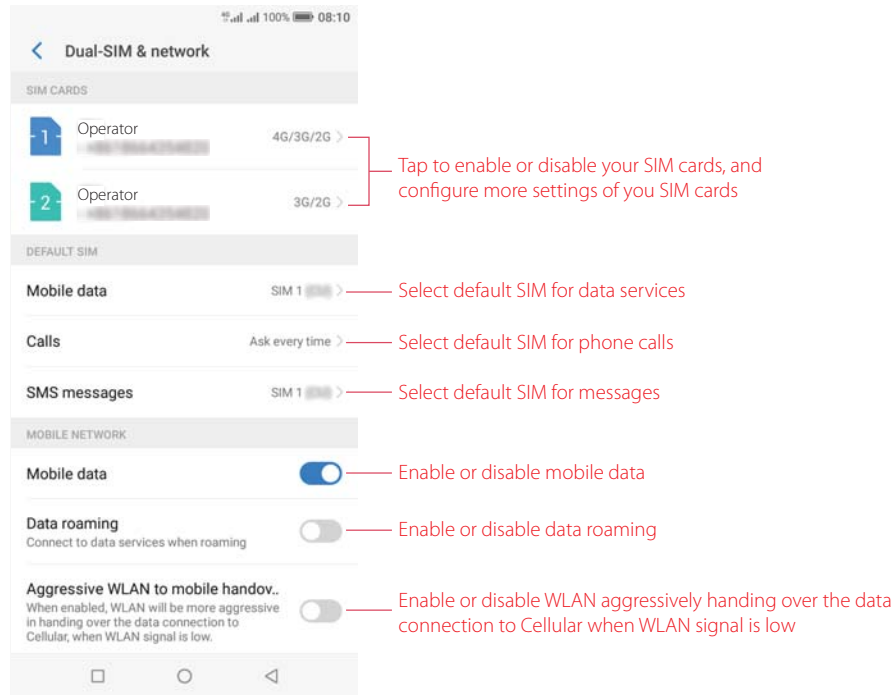 4G 100% 08:10
Dual-SIM & network
SIM CARDS
1 Operator 4G/3G/2G
Tap to enable or disable your SIM cards, and
configure more settings of you SIM cards
2 Operator 3G/2G
DEFAULT SIM
Mobile data SIM 1 Select default SIM for data services
Calls Ask every time Select default SIM for phone calls
SMS messages SIM 1 Select default SIM for messages
MOBILE NETWORK
Mobile data Enable or disable mobile data
Data roaming
Connect to data services when roaming
Enable or disable data roaming
Aggressive WLAN to mobile handov..
When enabled, WLAN will be more aggressive
in handing over the data connection to
Cellular, when WLAN signal is low.
Enable or disable WLAN aggressively handing over the data
connection to Cellular when WLAN signal is low